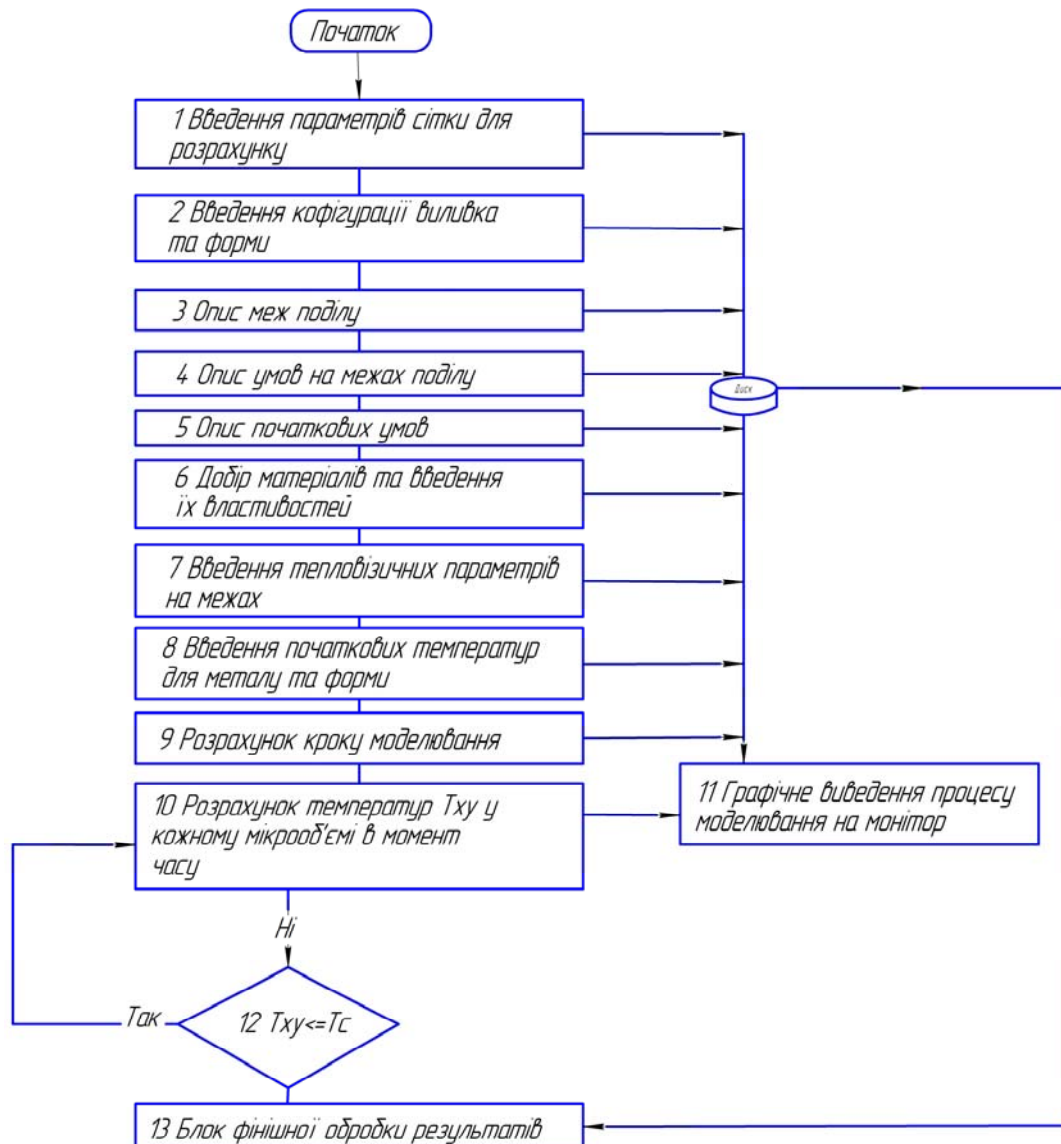 Початок
1 Введення параметрів сітки для
розрахунку
2 Введення кофігурації виливка
та форми
3 Опис меж поділу
4 Опис умов на межах поділу
Диск
5 Опис початкових умов
6 Добір матеріалів та введення
їх властивостей
7 Введення тепловізичних параметрів
на межах
8 Введення початкових температур
для металу та форми
9 Розрахунок кроку моделювання
10 Розрахунок температур Тху у
кожному мікрооб'ємі в момент
часу
11 Графічне виведення процесу
моделювання на монітор
Ні
Так
12 Тху<=Тс
13 Блок фінішної обробки результатів